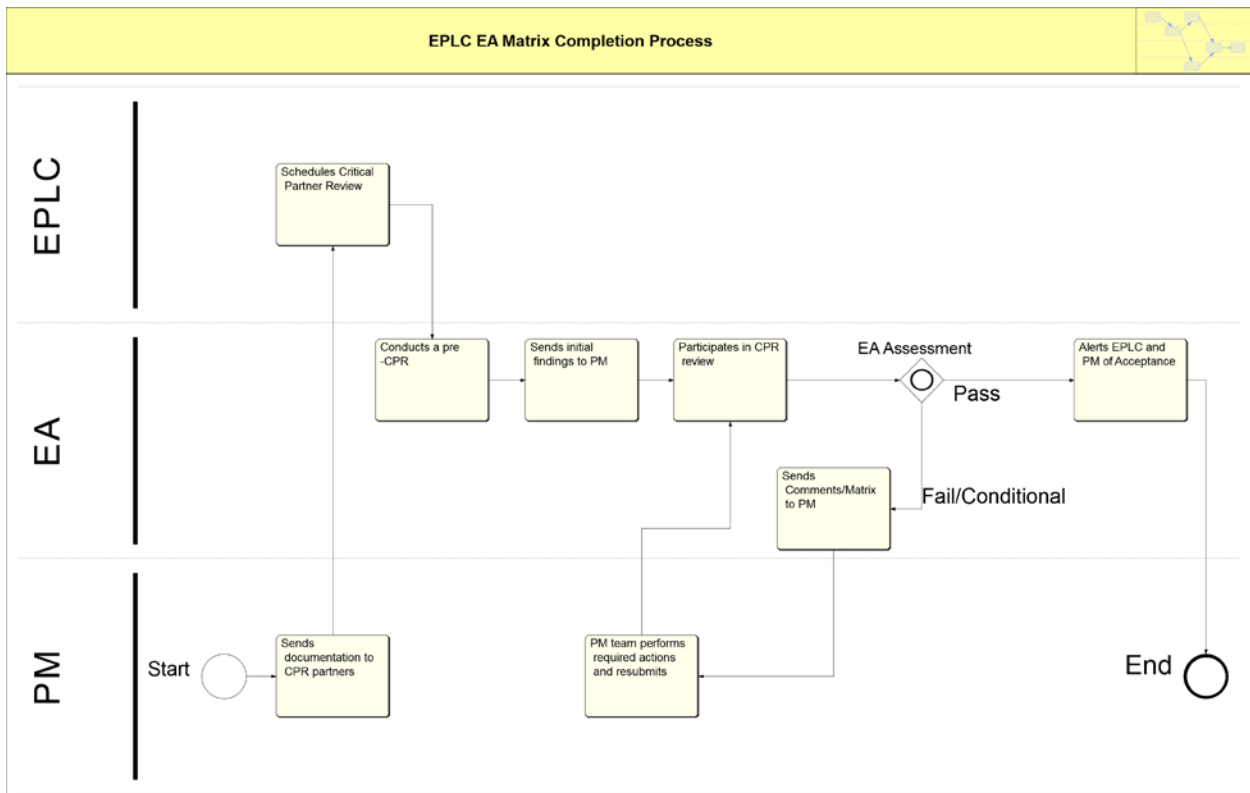 EPLC EA Matrix Completion Process
EPLC
Schedules Critical
Partner Review
EA
Conducts a pre
-CPR
Sends initial
findings to PM
Participates in CPR
review
EA Assessment
Pass
Alerts EPLC and
PM of Acceptance
Sends
Comments/Matrix
to PM
Fail/Conditional
PM
Start
Sends
documentation to
CPR partners
PM team performs
required actions
and resubmits
End